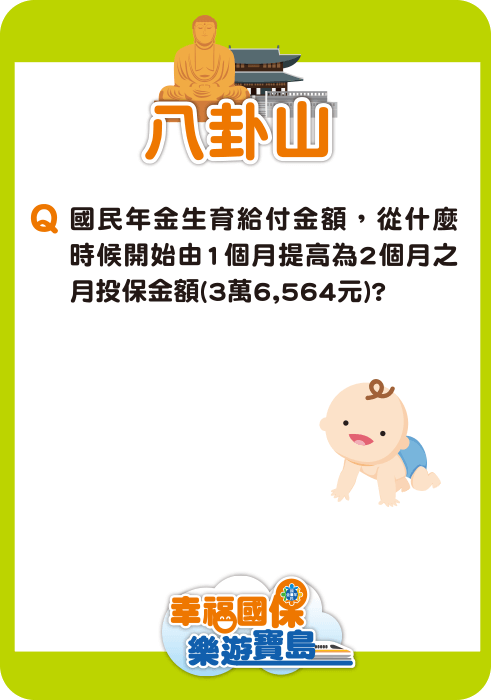 八卦山
Q 國民年金生育給付金額，從什麼
時候開始由1個月提高為2個月之
月投保金額(3萬6,564元)?
幸福國保
樂遊寶島